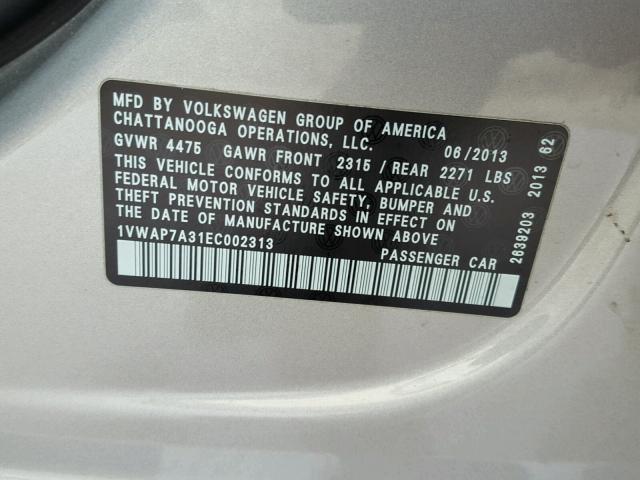 MFD BY VOLKSWAGEN GROUP OF AMERICA
CHATTANOOGA OPERATIONS, LLC.
06/2013
GVWR 4475 GAWR FRONT 2315 / REAR 2271 LBS
THIS VEHICLE CONFORMS TO ALL APPLICABLE U.S.
FEDERAL MOTOR VEHICLE SAFETY, BUMPER AND
THEFT PREVENTION STANDARDS IN EFFECT ON
THE DATE OF MANUFACTURE SHOWN ABOVE
1VWAP7A31EC002313
PASSENGER CAR
2639203 2013 62